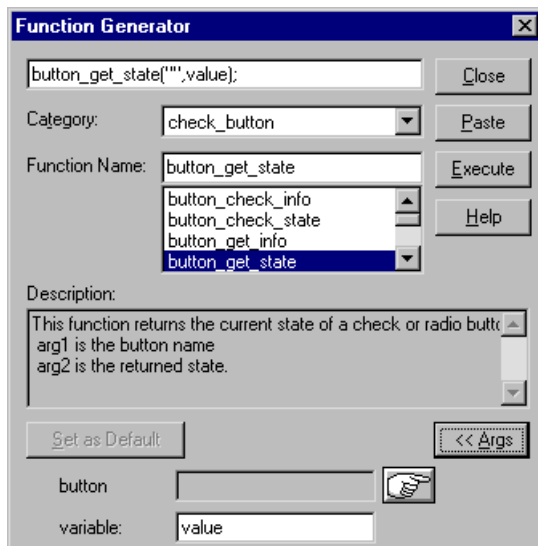 Function Generator
button_get_state("",value);
Close
Category:
check_button
Paste
Function Name:
button_get_state
Execute
button_check_info
button_check_state
button_get_info
button_get_state
Help
Description:
This function returns the current state of a check or radio butto
arg1 is the button name
arg2 is the returned state.
Set as Default
<< Args
button
variable:
value